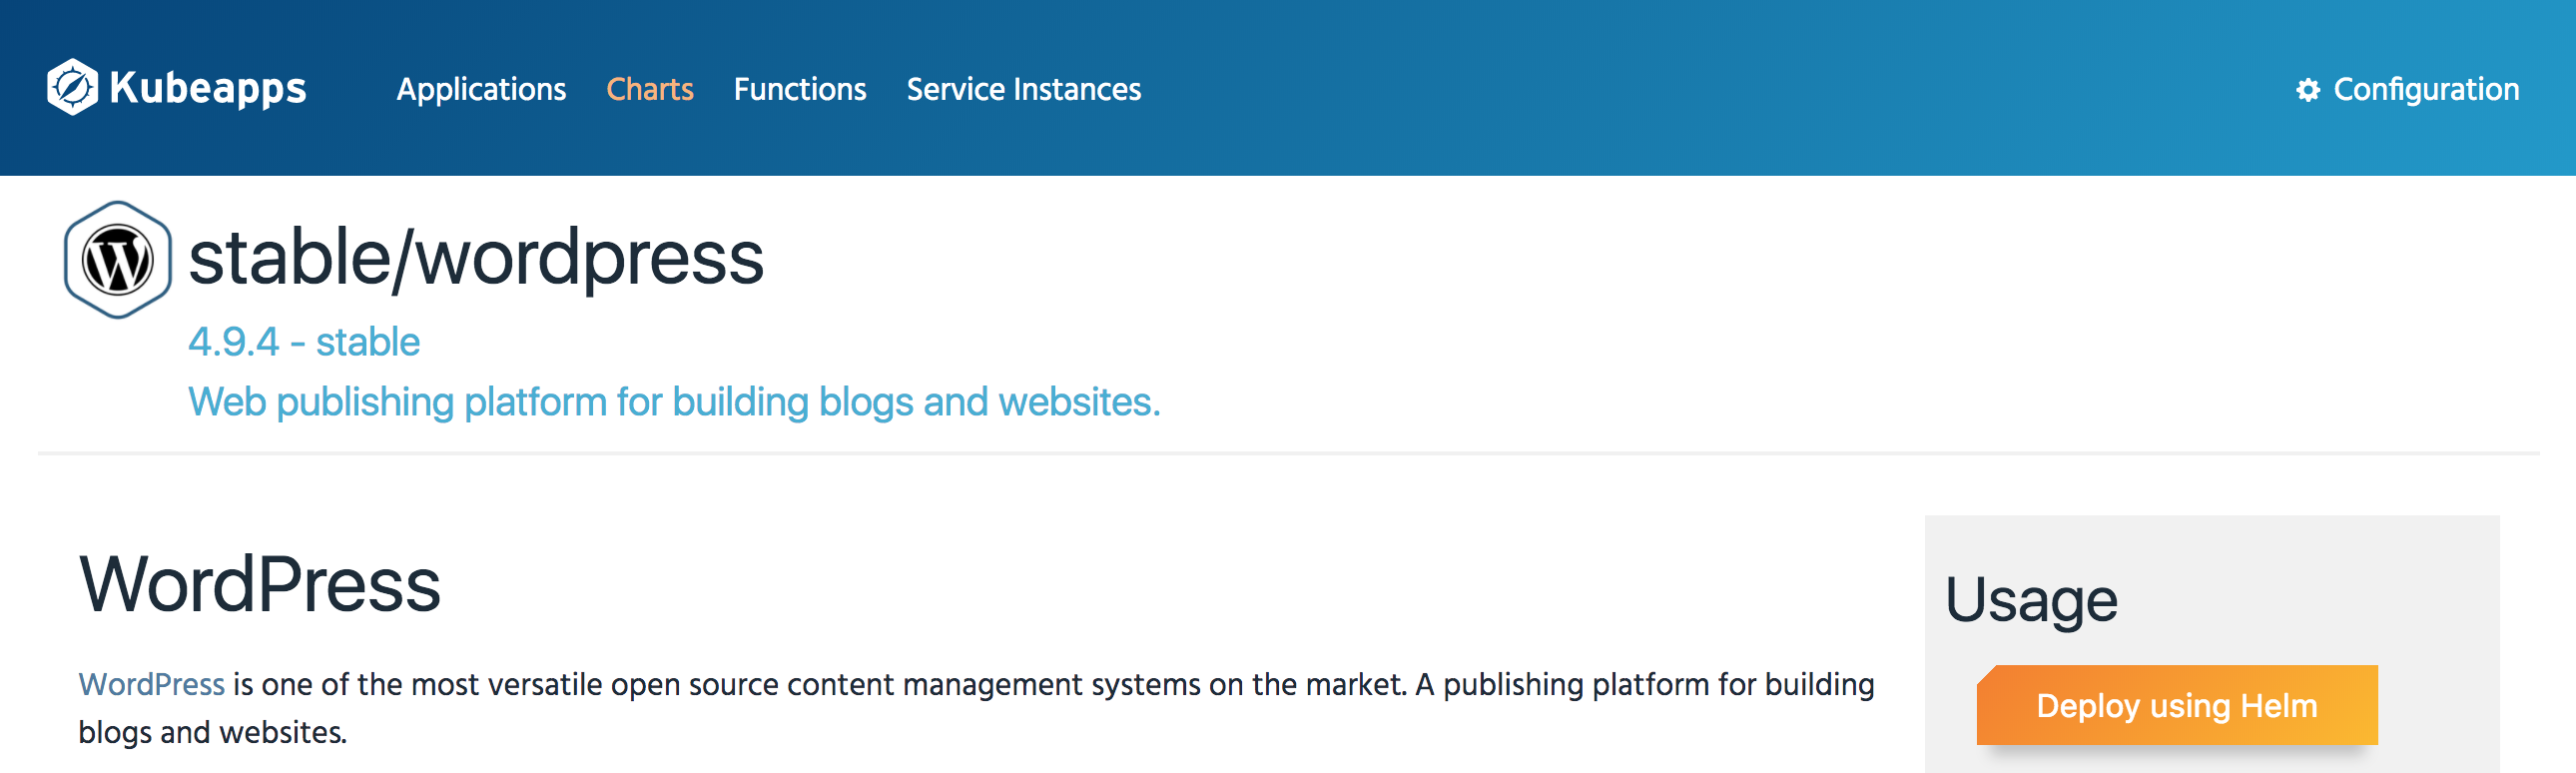 Kubeapps Applications Charts Functions Service Instances Configuration
stable/wordpress
4.9.4 - stable
Web publishing platform for building blogs and websites.
WordPress
WordPress is one of the most versatile open source content management systems on the market. A publishing platform for building
blogs and websites.
Usage
Deploy using Helm